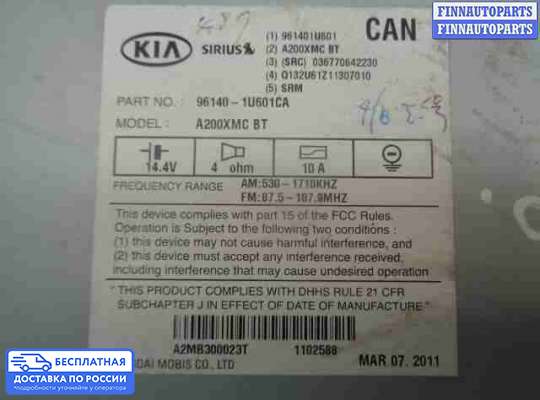 FINNAUTOPARTS
FINNAUTOPARTS
CAN
KIA
SIRIUS
(1) 961401U601
(2) A200XMC BT
(3) (SRC) 036770642230
(4) Q132U61Z11307010
(5) SRM
PART NO. : 96140-1U601CA
MODEL : A200XMC BT
14.4V 4 ohm 10 A
FREQUENCY RANGE AM:530-1710KHZ
FM:87.5-107.9MHZ
This device complies with part 15 of the FCC Rules.
Operation is Subject to the following two conditions :
(1) this device may not cause harmful interference, and
(2) this device must accept any interference received,
including interference that may cause undesired operation
" THIS PRODUCT COMPLIES WITH DHHS RULE 21 CFR
SUBCHAPTER J IN EFFECT OF DATE OF MANUFACTURE "
A2MB300023T 1102588
DAI MOBIS CO., LTD
MAR.07.2011
БЕСПЛАТНАЯ
ДОСТАВКА ПО РОССИИ
определенных городов